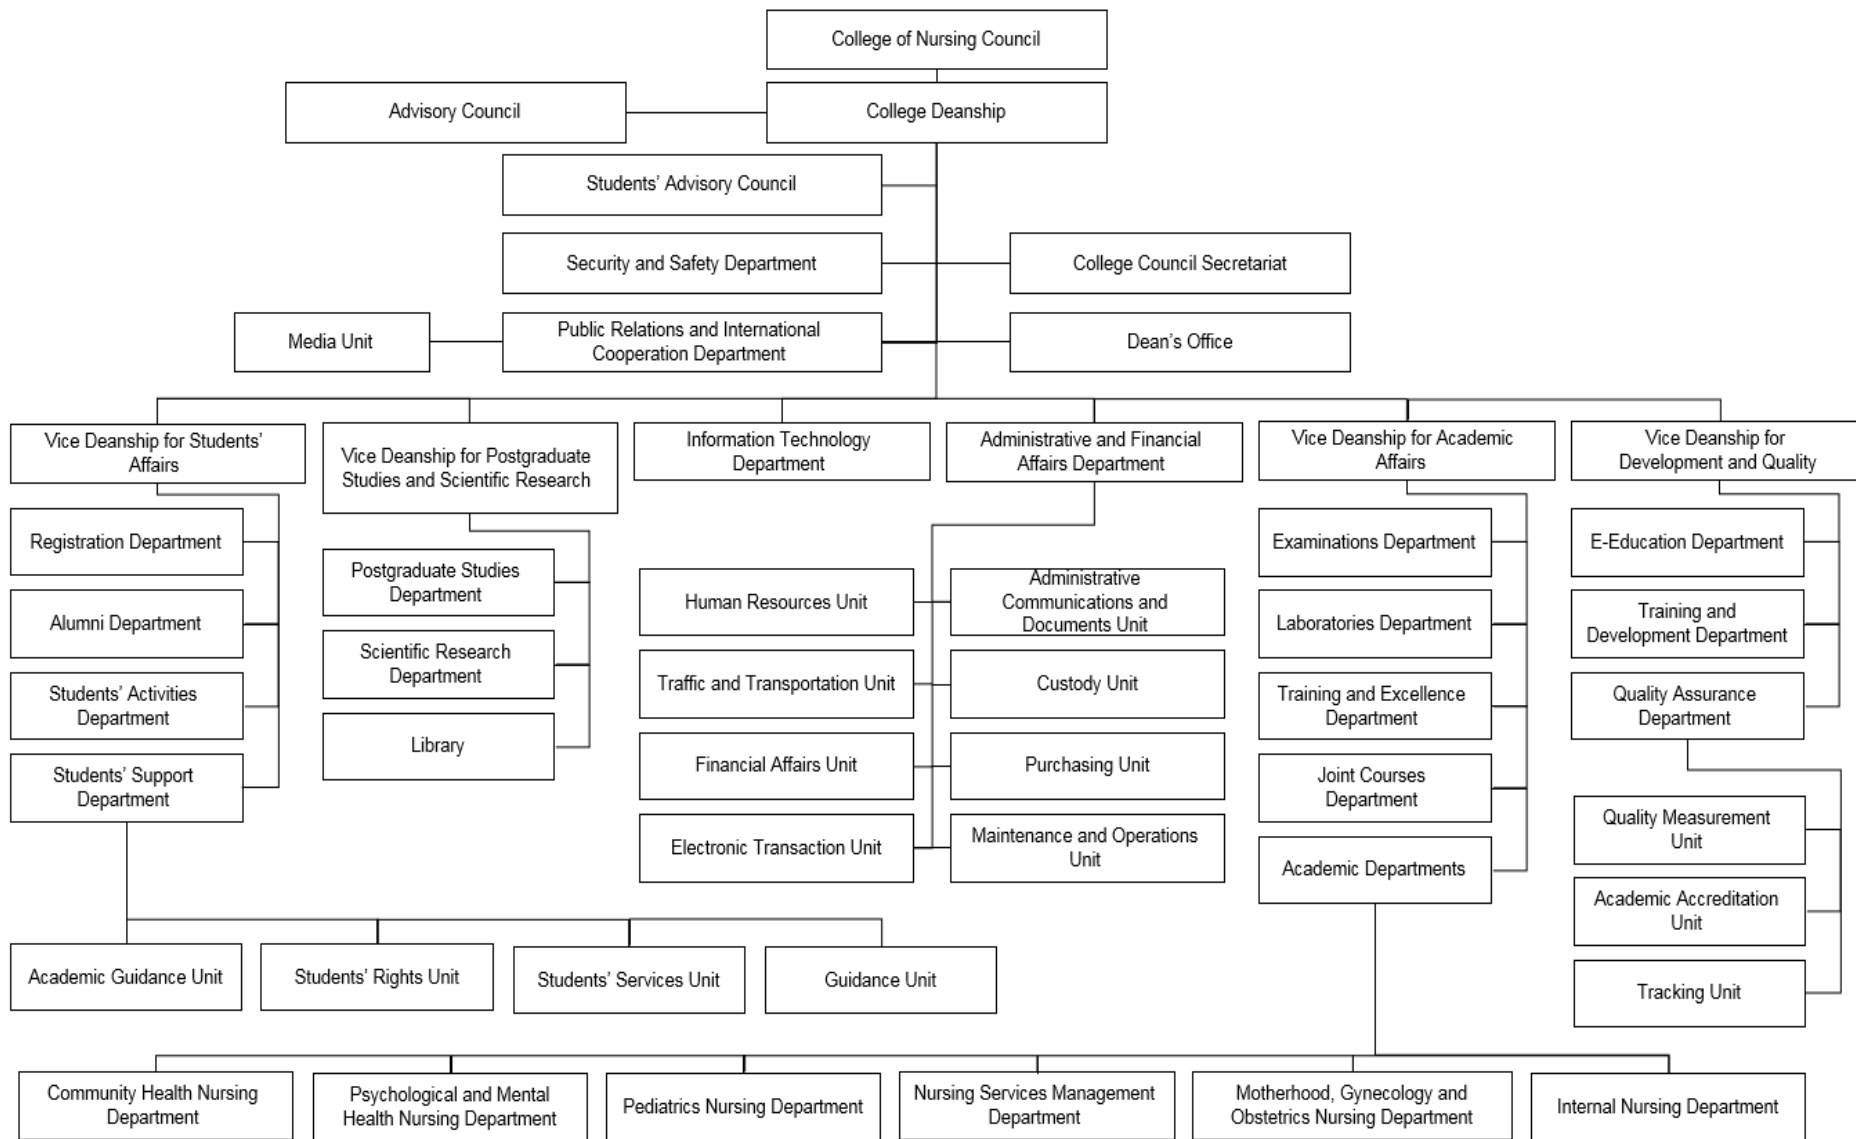 College of Nursing Council
Advisory Council
College Deanship
Students’ Advisory Council
Security and Safety Department
College Council Secretariat
Media Unit
Public Relations and International
Cooperation Department
Dean’s Office
Vice Deanship for Students’
Affairs
Vice Deanship for Postgraduate
Studies and Scientific Research
Information Technology
Department
Administrative and Financial
Affairs Department
Vice Deanship for Academic
Affairs
Vice Deanship for
Development and Quality
Registration Department
Alumni Department
Students’ Activities
Department
Students’ Support
Department
Postgraduate Studies
Department
Scientific Research
Department
Library
Human Resources Unit
Administrative
Communications and
Documents Unit
Traffic and Transportation Unit
Custody Unit
Financial Affairs Unit
Purchasing Unit
Electronic Transaction Unit
Maintenance and Operations
Unit
Examinations Department
Laboratories Department
Training and Excellence
Department
Joint Courses
Department
Academic Departments
E-Education Department
Training and
Development Department
Quality Assurance
Department
Quality Measurement
Unit
Academic Accreditation
Unit
Tracking Unit
Academic Guidance Unit
Students’ Rights Unit
Students’ Services Unit
Guidance Unit
Community Health Nursing
Department
Psychological and Mental
Health Nursing Department
Pediatrics Nursing Department
Nursing Services Management
Department
Motherhood, Gynecology and
Obstetrics Nursing Department
Internal Nursing Department